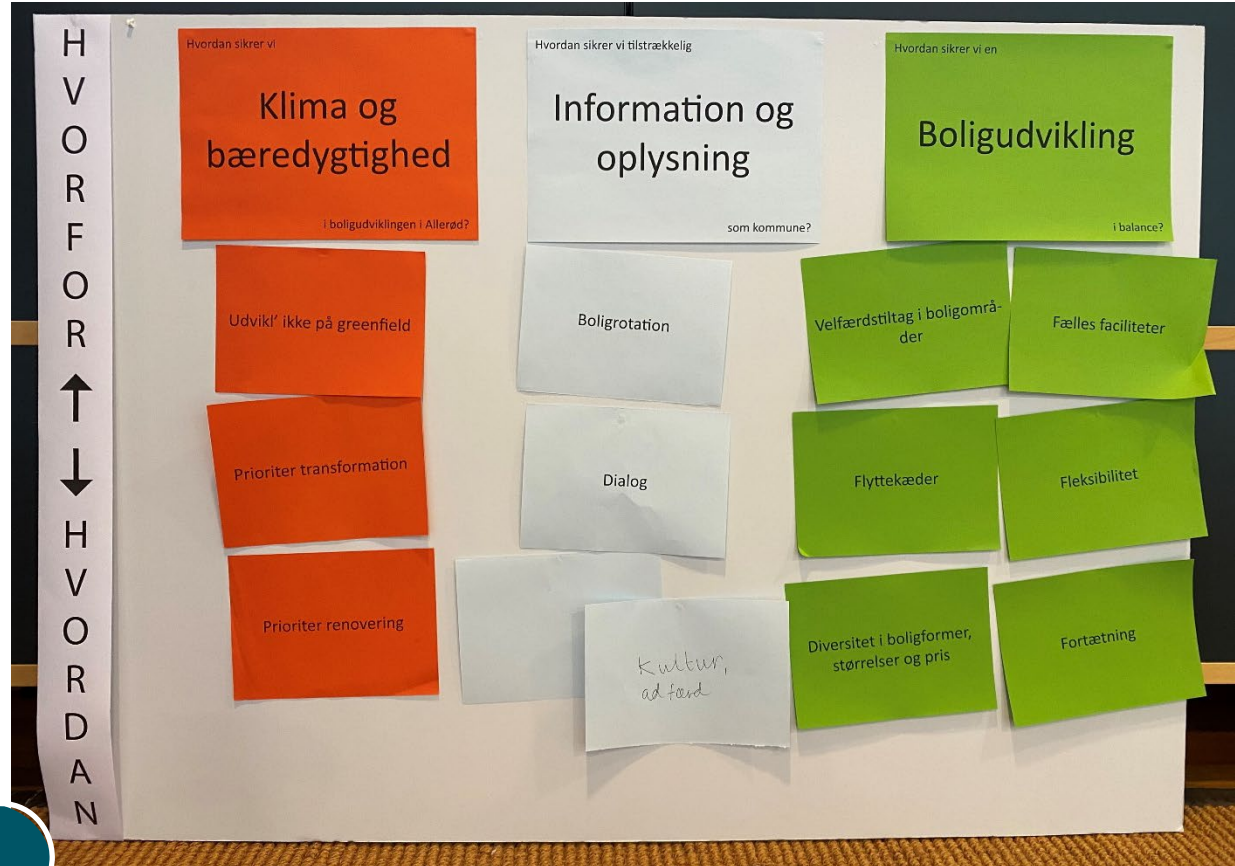 HVORFOR ↑ ↓ HVORDAN
Hvordan sikrer vi
Klima og
bæredygtighed
i boligudviklingen i Allerød?
Udvikl’ ikke på greenfield
Prioriter transformation
Prioriter renovering
Hvordan sikrer vi tilstrækkelig
Information og
oplysning
som kommune?
Boligrotation
Dialog
Kultur,
adfærd
Hvordan sikrer vi en
Boligudvikling
i balance?
Velfærdstiltag i boligområ-
der
Fælles faciliteter
Flyttekæder
Fleksibilitet
Diversitet i boligformer,
størrelser og pris
Fortætning